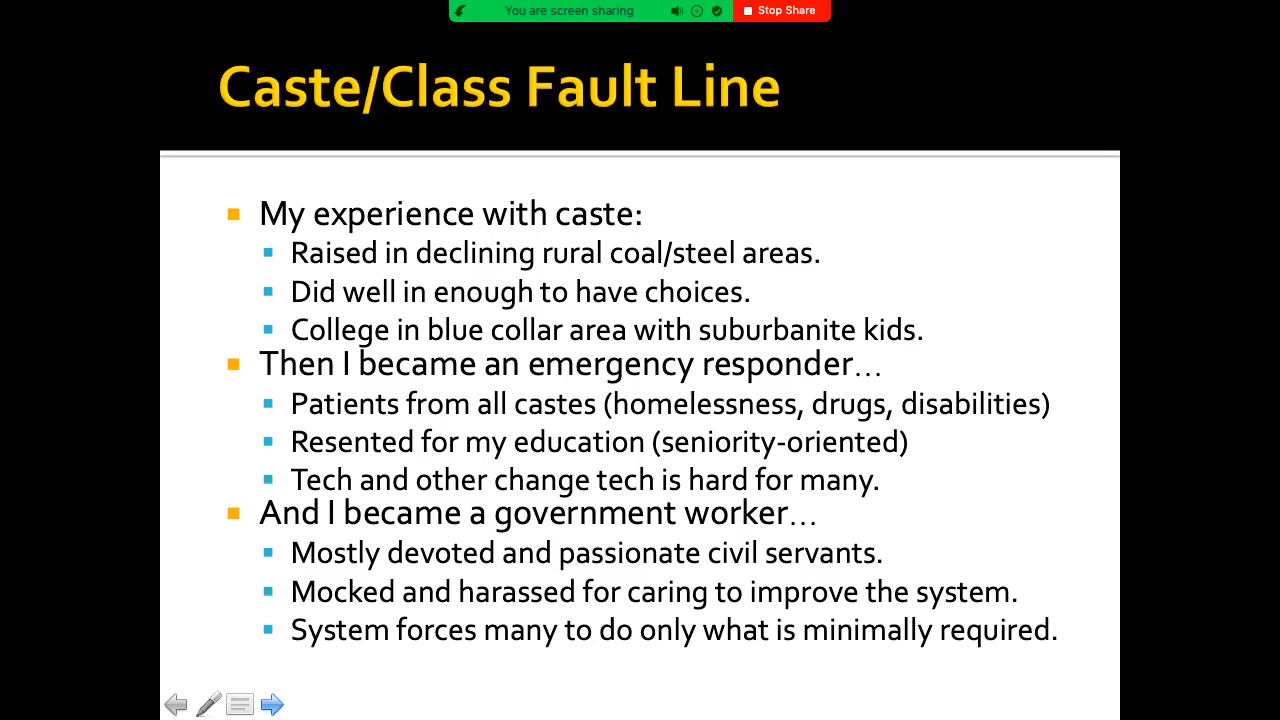 You are screen sharing
Stop Share
Caste/Class Fault Line
My experience with caste:
Raised in declining rural coal/steel areas.
Did well in enough to have choices.
College in blue collar area with suburbanite kids.
Then I became an emergency responder…
Patients from all castes (homelessness, drugs, disabilities)
Resented for my education (seniority-oriented)
Tech and other change tech is hard for many.
And I became a government worker…
Mostly devoted and passionate civil servants.
Mocked and harassed for caring to improve the system.
System forces many to do only what is minimally required.